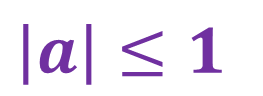 |𝒂| ≤ 𝟏